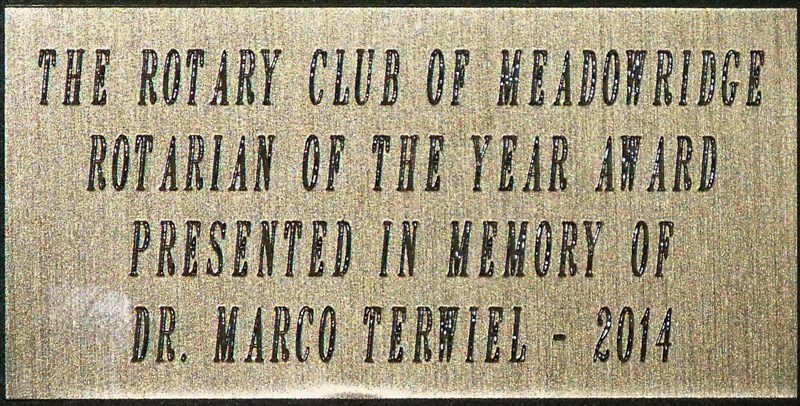 THE ROTARY CLUB OF MEADOWRIDGE
ROTARIAN OF THE YEAR AWARD
PRESENTED IN MEMORY OF
DR. MARCO TERWIEL - 2014